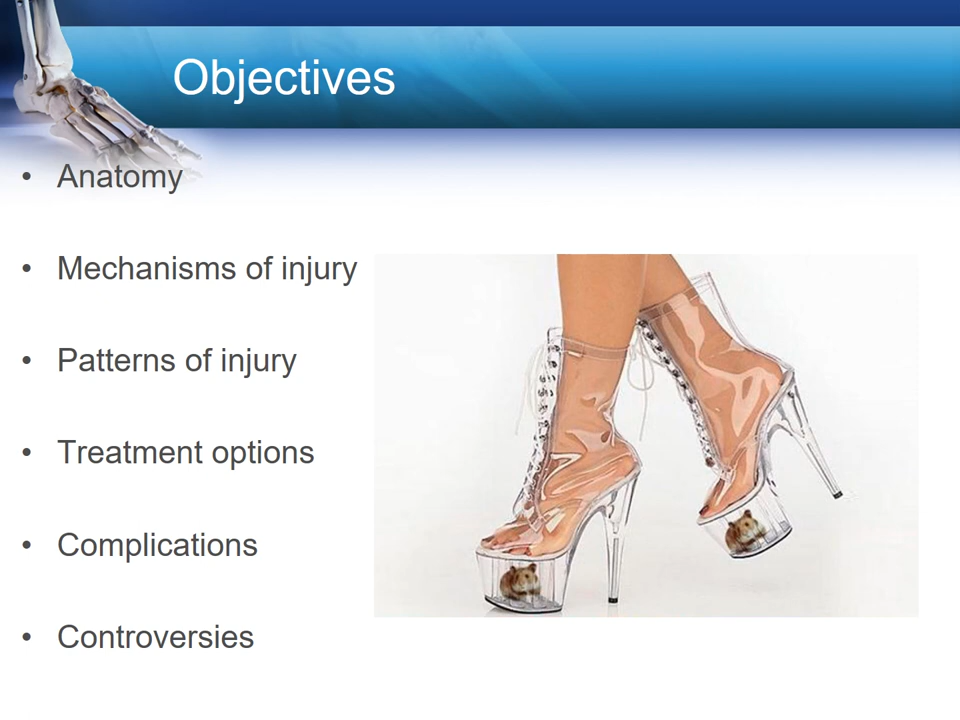 Objectives
• Anatomy
• Mechanisms of injury
• Patterns of injury
• Treatment options
• Complications
• Controversies